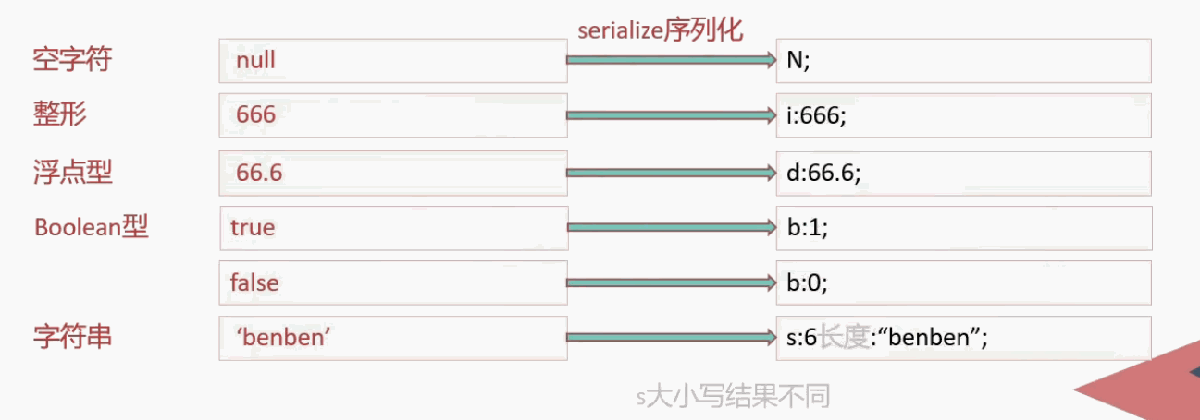 serialize序列化
空字符 null N;
整形 666 i:666;
浮点型 66.6 d:66.6;
Boolean型 true b:1;
false b:0;
字符串 ‘benben’ s:6长度:“benben”;
s大小写结果不同